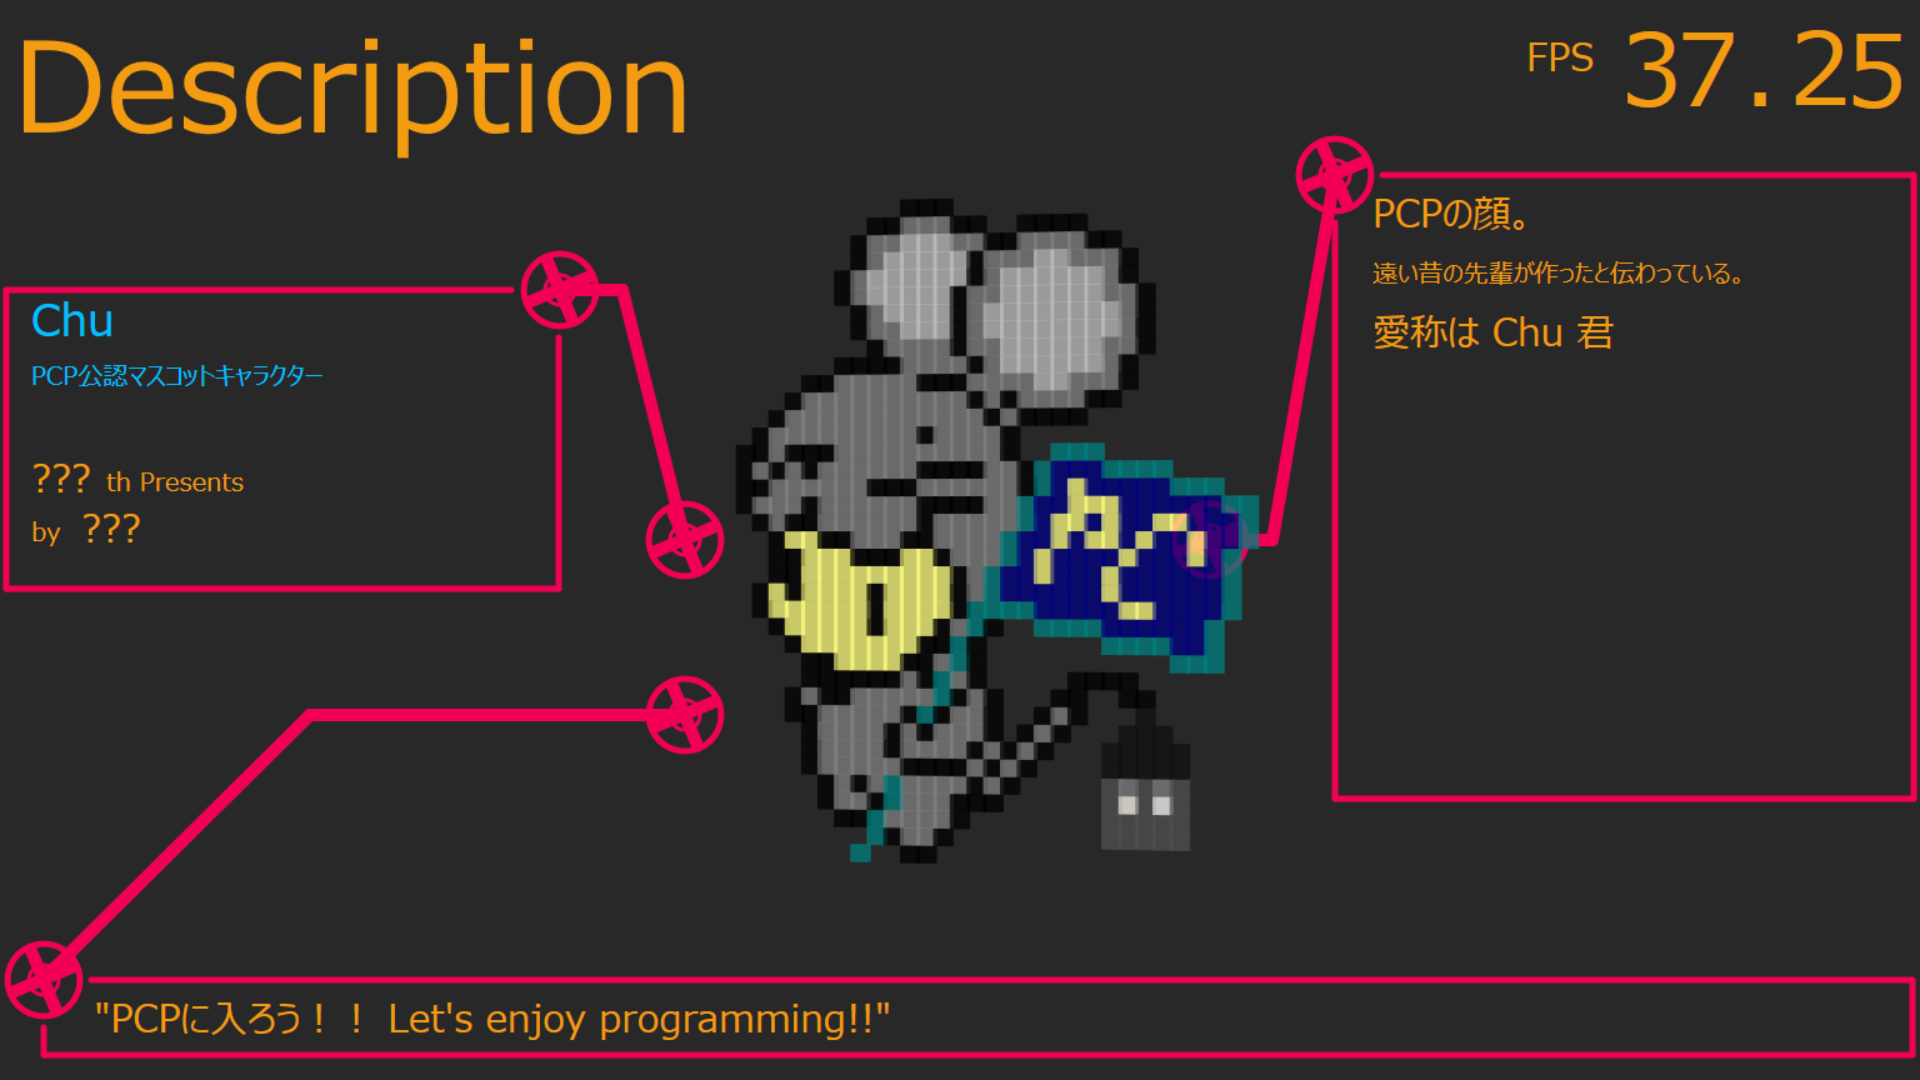 Description
FPS 37.25
Chu
PCP公認マスコットキャラクター
??? th Presents
by ???
PCPの顔。
遠い昔の先輩が作ったと伝わっている。
愛称は Chu 君
"PCPに入ろう！！ Let's enjoy programming!!"